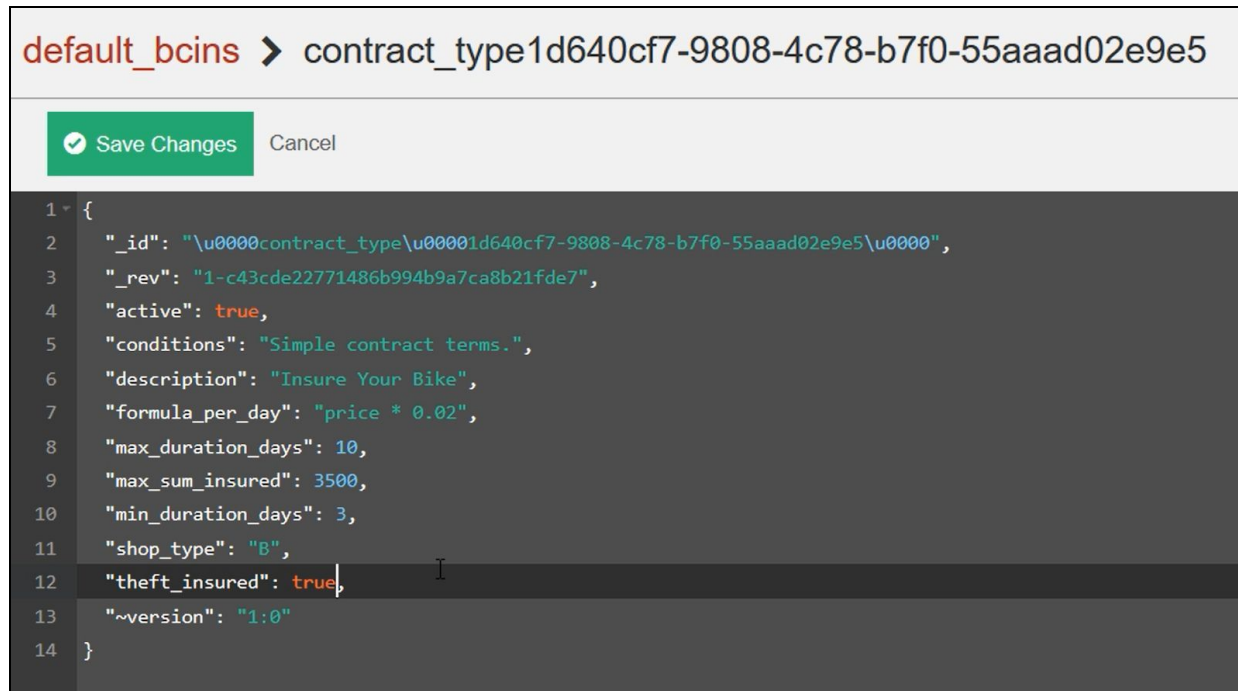 default_bcins > contract_type1d640cf7-9808-4c78-b7f0-55aaad02e9e5
Save Changes Cancel
1 {
2 "_id": "\u0000contract_type\u00001d640cf7-9808-4c78-b7f0-55aaad02e9e5\u0000",
3 "_rev": "1-c43cde22771486b994b9a7ca8b21fde7",
4 "active": true,
5 "conditions": "Simple contract terms.",
6 "description": "Insure Your Bike",
7 "formula_per_day": "price * 0.02",
8 "max_duration_days": 10,
9 "max_sum_insured": 3500,
10 "min_duration_days": 3,
11 "shop_type": "B",
12 "theft_insured": true,
13 "~version": "1:0"
14 }